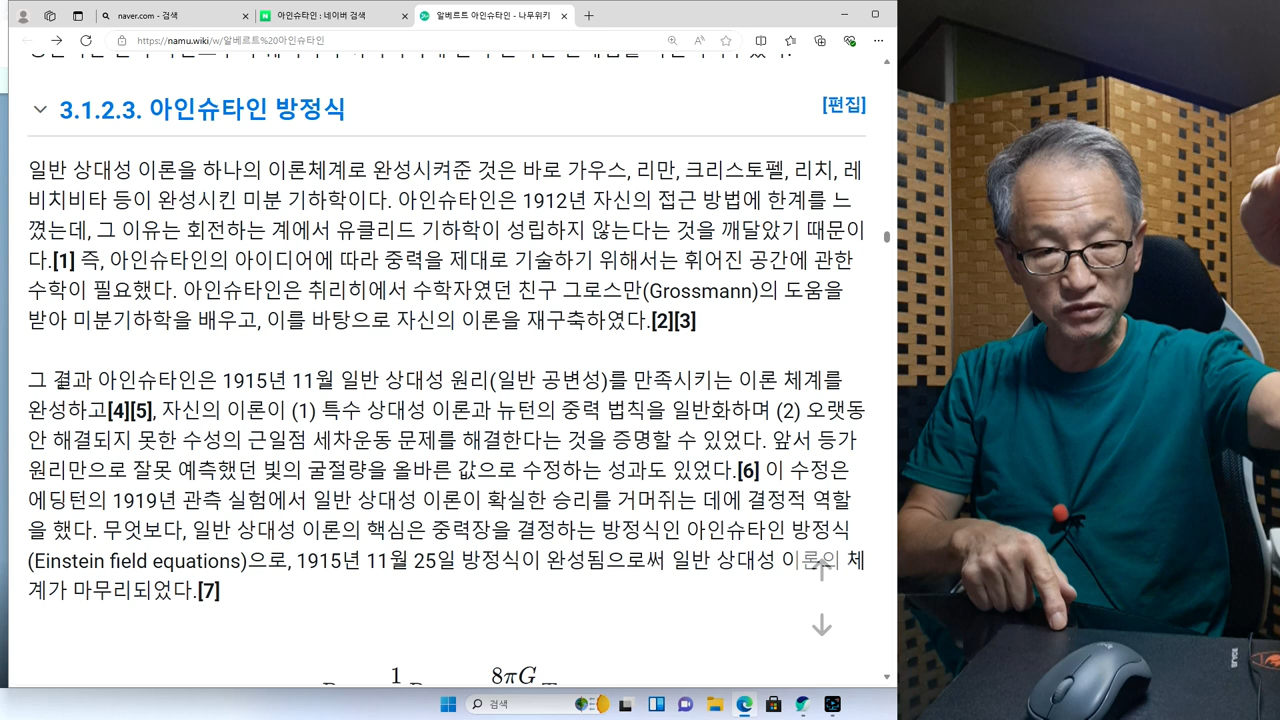 naver.com - 검색
아인슈타인 : 네이버 검색
알베르트 아인슈타인 - 나무위키
https://namu.wiki/w/알베르트%20아인슈타인
3.1.2.3. 아인슈타인 방정식
[편집]
일반 상대성 이론을 하나의 이론체계로 완성시켜준 것은 바로 가우스, 리만, 크리스토펠, 리치, 레
비치비타 등이 완성시킨 미분 기하학이다. 아인슈타인은 1912년 자신의 접근 방법에 한계를 느
꼈는데, 그 이유는 회전하는 계에서 유클리드 기하학이 성립하지 않는다는 것을 깨달았기 때문이
다.[1] 즉, 아인슈타인의 아이디어에 따라 중력을 제대로 기술하기 위해서는 휘어진 공간에 관한
수학이 필요했다. 아인슈타인은 취리히에서 수학자였던 친구 그로스만(Grossmann)의 도움을
받아 미분기하학을 배우고, 이를 바탕으로 자신의 이론을 재구축하였다.[2][3]
그 결과 아인슈타인은 1915년 11월 일반 상대성 원리(일반 공변성)를 만족시키는 이론 체계를
완성하고[4][5], 자신의 이론이 (1) 특수 상대성 이론과 뉴턴의 중력 법칙을 일반화하며 (2) 오랫동
안 해결되지 못한 수성의 근일점 세차운동 문제를 해결한다는 것을 증명할 수 있었다. 앞서 등가
원리만으로 잘못 예측했던 빛의 굴절량을 올바른 값으로 수정하는 성과도 있었다.[6] 이 수정은
에딩턴의 1919년 관측 실험에서 일반 상대성 이론이 확실한 승리를 거머쥐는 데에 결정적 역할
을 했다. 무엇보다, 일반 상대성 이론의 핵심은 중력장을 결정하는 방정식인 아인슈타인 방정식
(Einstein field equations)으로, 1915년 11월 25일 방정식이 완성됨으로써 일반 상대성 이론의 체
계가 마무리되었다.[7]
1 8πG
검색